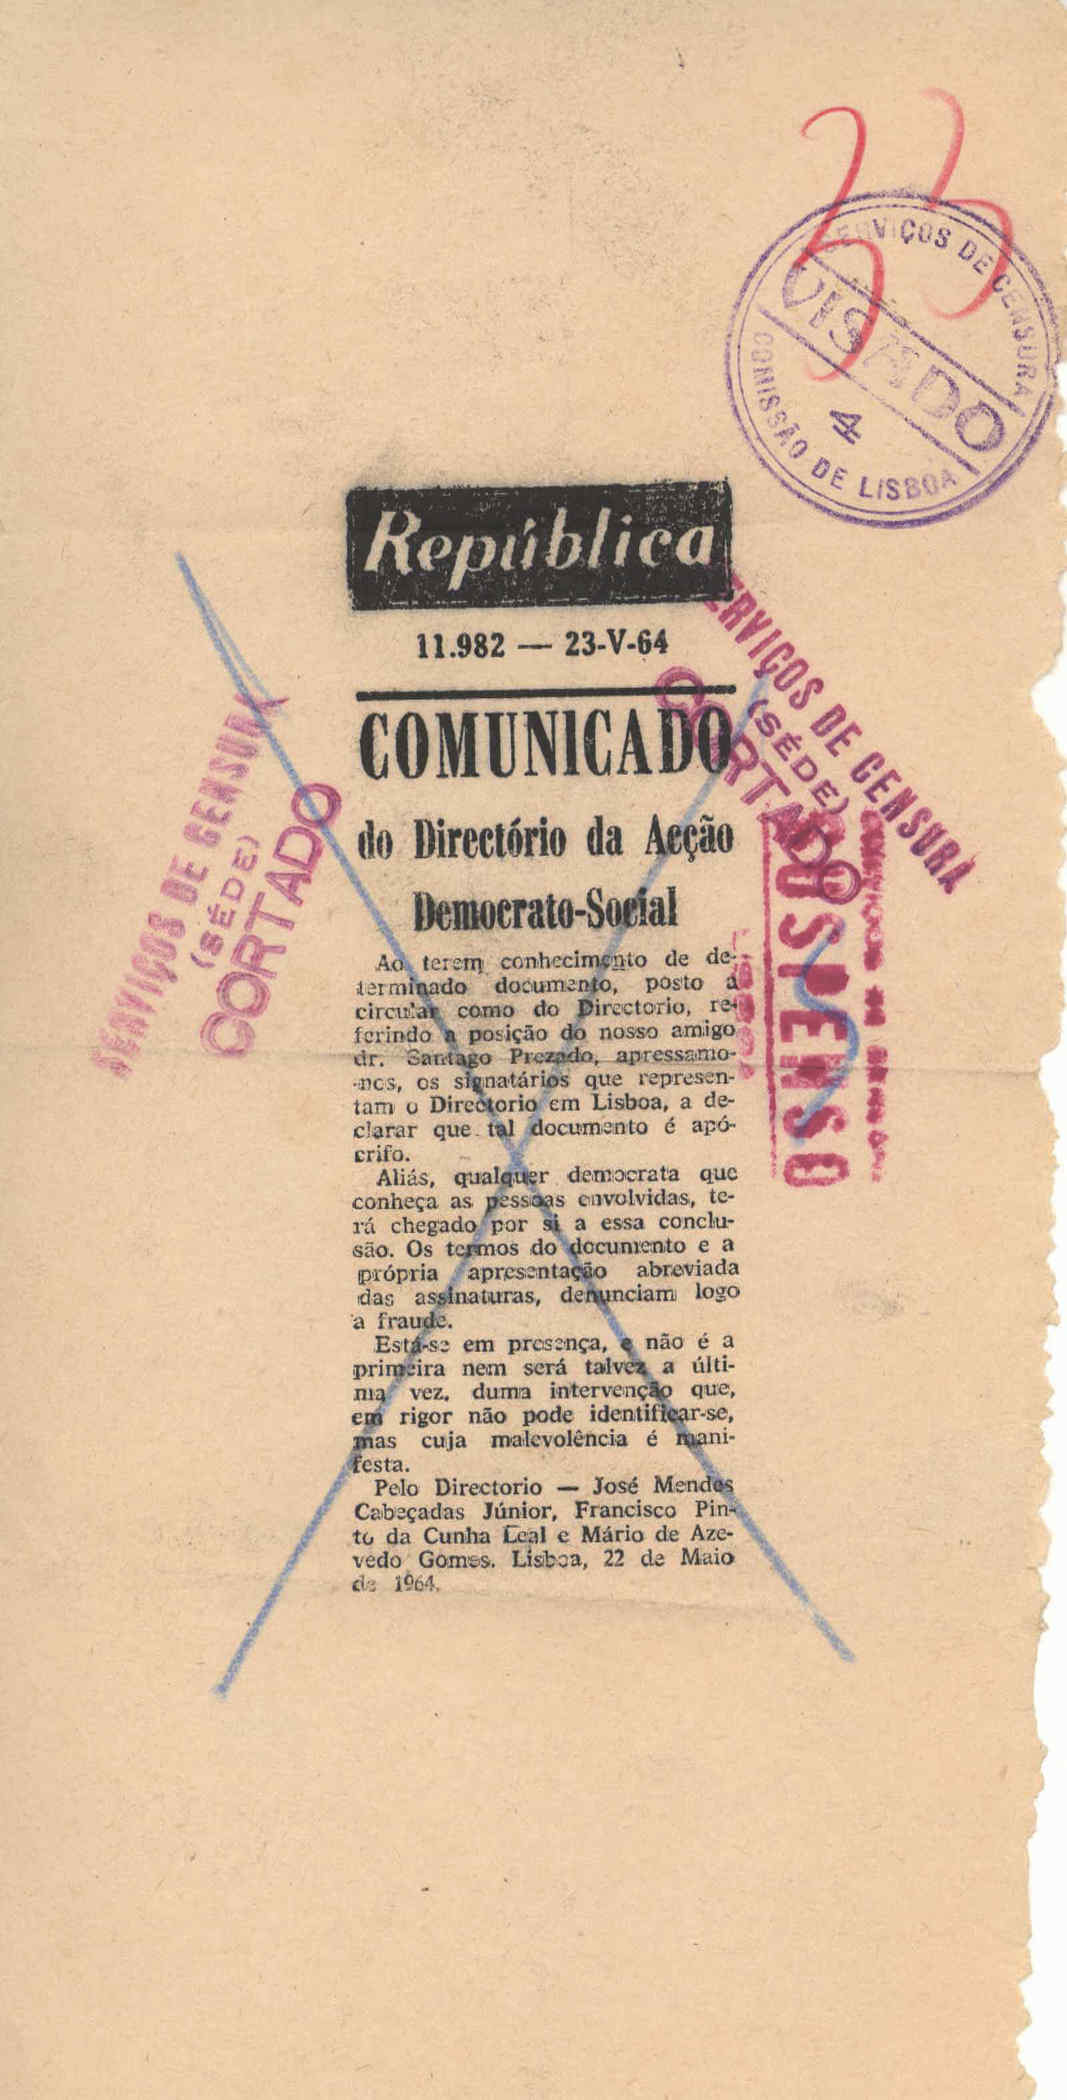 33
SERVIÇOS DE CENSURA
VISADO
4
COMISSÃO DE LISBOA
República
11.982 — 23-V-64
SERVIÇOS DE CENSURA
(SÉDE)
CORTADO
SERVIÇOS DE CENSURA
(SÉDE)
CORTADO
SUSPENSO
COMUNICADO
do Directório da Acção
Democrato-Social
Ao terem conhecimento de de-
terminado documento, posto a
circular como do Directorio, re-
ferindo a posição do nosso amigo
dr. Santago Prezado, apressamo-
-nos, os signatários que represen-
tam o Directorio em Lisboa, a de-
clarar que tal documento é apó-
crifo.
Aliás, qualquer democrata que
conheça as pessoas envolvidas, te-
rá chegado por si a essa conclu-
são. Os termos do documento e a
própria apresentação abreviada
das assinaturas, denunciam logo
a fraude.
Está-se em presença, e não é a
primeira nem será talvez a últi-
ma vez, duma intervenção que,
em rigor não pode identificar-se,
mas cuja malevolência é mani-
festa.
Pelo Directorio — José Mendes
Cabeçadas Júnior, Francisco Pin-
to da Cunha Leal e Mário de Aze-
vedo Gomes. Lisboa, 22 de Maio
de 1964.